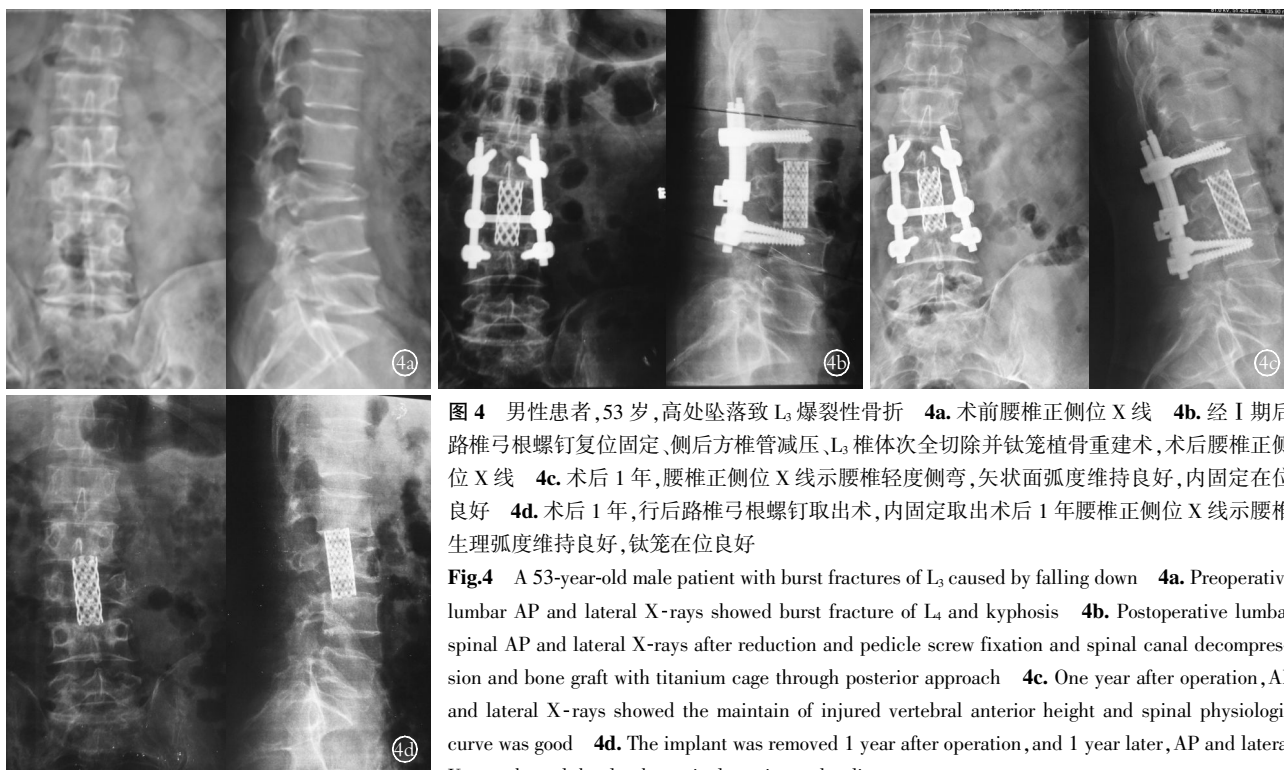 4a
4b
4c
图 4 男性患者,53 岁,高处坠落致 L₃ 爆裂性骨折 4a. 术前腰椎正侧位 X 线 4b. 经Ⅰ期后
路椎弓根螺钉复位固定、侧后方椎管减压、L₃ 椎体次全切除并钛笼植骨重建术,术后腰椎正侧
位 X 线 4c. 术后 1 年,腰椎正侧位 X 线示腰椎轻度侧弯,矢状面弧度维持良好,内固定在位
良好 4d. 术后 1 年,行后路椎弓根螺钉取出术,内固定取出术后 1 年腰椎正侧位 X 线示腰椎
生理弧度维持良好,钛笼在位良好
Fig.4 A 53-year-old male patient with burst fractures of L₃ caused by falling down 4a. Preoperativ
lumbar AP and lateral X-rays showed burst fracture of L₄ and kyphosis 4b. Postoperative lumba
spinal AP and lateral X-rays after reduction and pedicle screw fixation and spinal canal decompres
sion and bone graft with titanium cage through posterior approach 4c. One year after operation, A
and lateral X-rays showed the maintain of injured vertebral anterior height and spinal physiologi
curve was good 4d. The implant was removed 1 year after operation, and 1 year later, AP and latera
4d